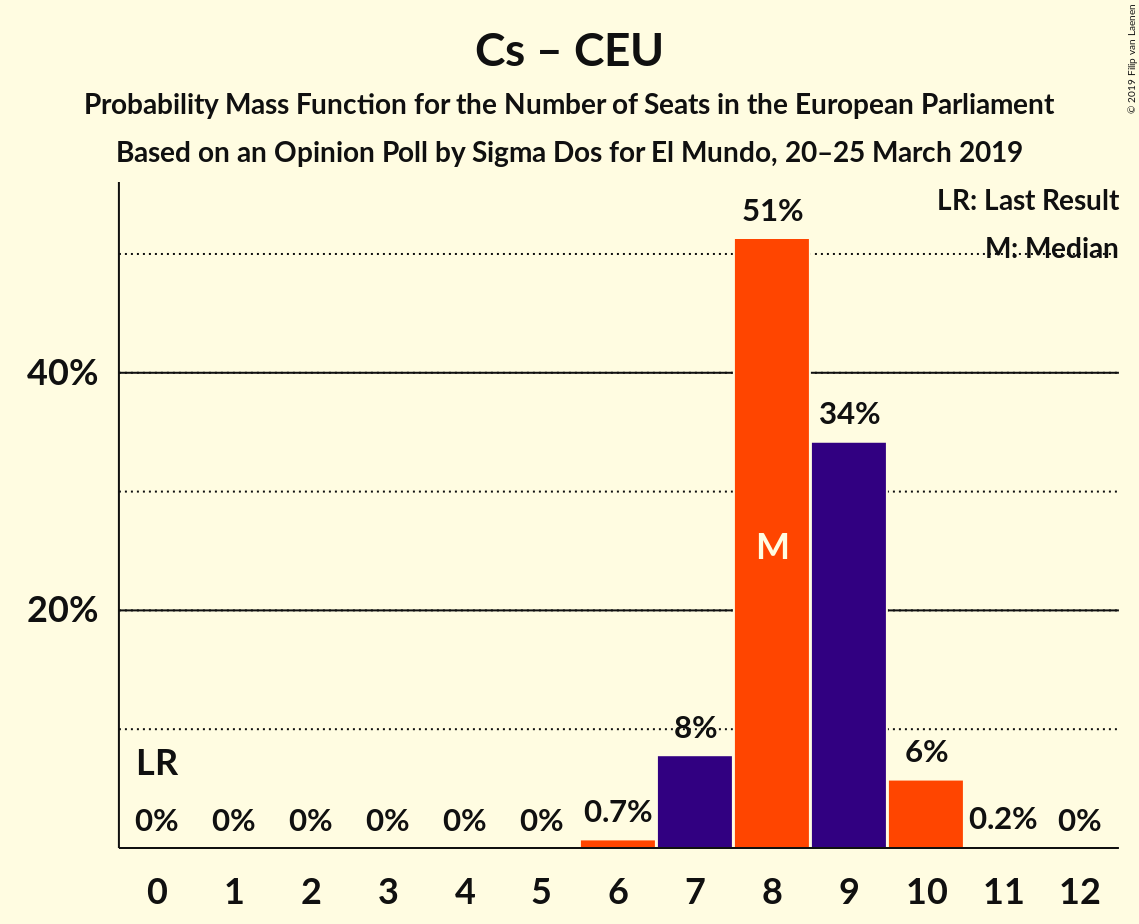 Cs – CEU
Probability Mass Function for the Number of Seats in the European Parliament
Based on an Opinion Poll by Sigma Dos for El Mundo, 20–25 March 2019
© 2019 Filip van Laenen
LR: Last Result
M: Median
51%
40%
34%
M
20%
8%
6%
LR
0% 0% 0% 0% 0% 0% 0.7% 0.2% 0%
0 1 2 3 4 5 6 7 8 9 10 11 12